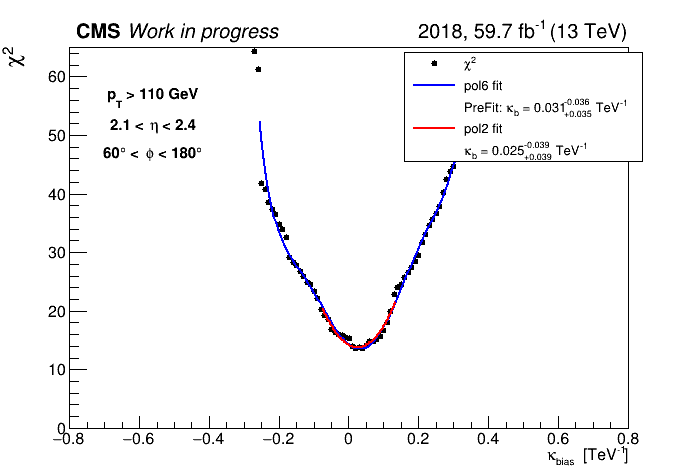 CMS Work in progress
2018, 59.7 fb⁻¹ (13 TeV)
χ²
60
50
40
30
20
10
0
p_T > 110 GeV
2.1 < η < 2.4
60° < ϕ < 180°
χ²
pol6 fit
PreFit: κ_b = 0.031 -0.036 +0.035 TeV⁻¹
pol2 fit
κ_b = 0.025 -0.039 +0.039 TeV⁻¹
−0.8 −0.6 −0.4 −0.2 0 0.2 0.4 0.6 0.8
κ_bias [TeV⁻¹]